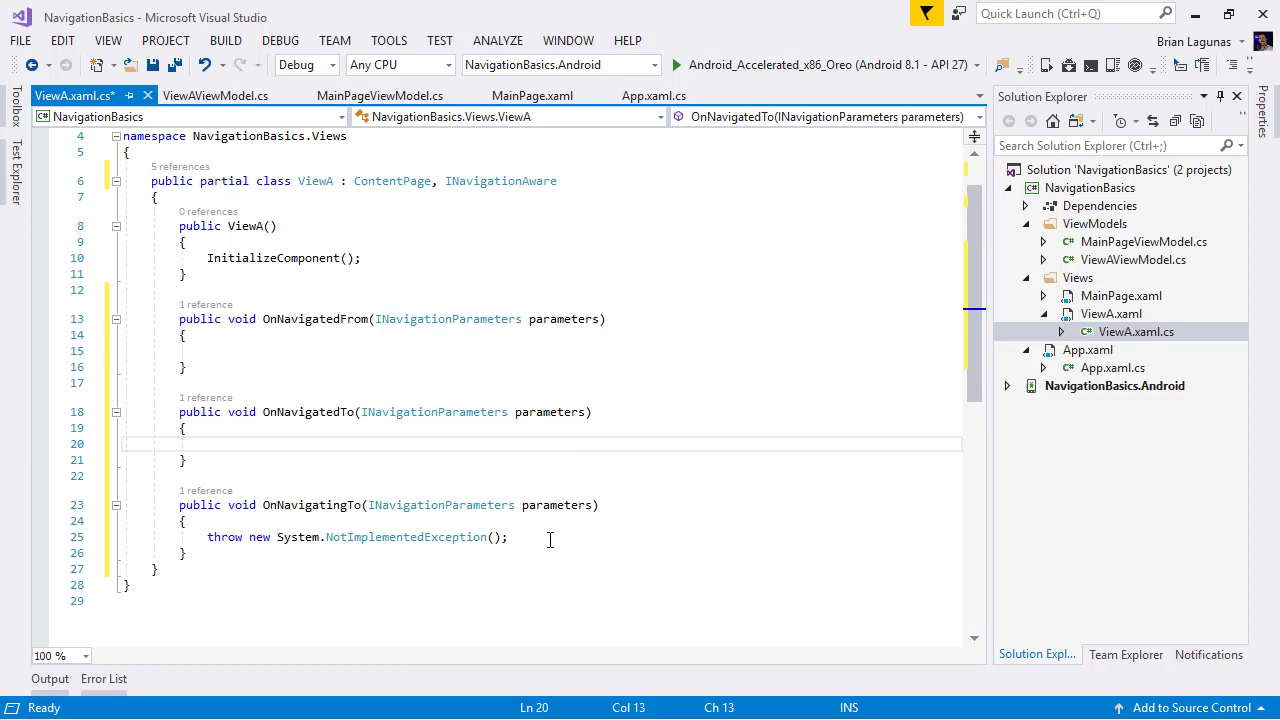 NavigationBasics - Microsoft Visual Studio
Quick Launch (Ctrl+Q)
FILE EDIT VIEW PROJECT BUILD DEBUG TEAM TOOLS TEST ANALYZE WINDOW HELP
Brian Lagunas
Debug Any CPU NavigationBasics.Android Android_Accelerated_x86_Oreo (Android 8.1 - API 27)
Toolbox
Test Explorer
ViewA.xaml.cs* ViewAViewModel.cs MainPageViewModel.cs MainPage.xaml App.xaml.cs
NavigationBasics NavigationBasics.Views.ViewA OnNavigatedTo(INavigationParameters parameters)
4 namespace NavigationBasics.Views
5 {
5 references
6 public partial class ViewA : ContentPage, INavigationAware
7 {
0 references
8 public ViewA()
9 {
10 InitializeComponent();
11 }
12
1 reference
13 public void OnNavigatedFrom(INavigationParameters parameters)
14 {
15
16 }
17
1 reference
18 public void OnNavigatedTo(INavigationParameters parameters)
19 {
20
21 }
22
1 reference
23 public void OnNavigatingTo(INavigationParameters parameters)
24 {
25 throw new System.NotImplementedException();
26 }
27 }
28 }
29
100 %
Error List
Output
Solution Explorer
Search Solution Explorer (Ctrl+;)
Solution 'NavigationBasics' (2 projects)
NavigationBasics
Dependencies
ViewModels
MainPageViewModel.cs
ViewAViewModel.cs
Views
MainPage.xaml
ViewA.xaml
ViewA.xaml.cs
App.xaml
App.xaml.cs
NavigationBasics.Android
Solution Expl... Team Explorer Notifications
Properties
Ready Ln 20 Col 13 Ch 13 INS Add to Source Control